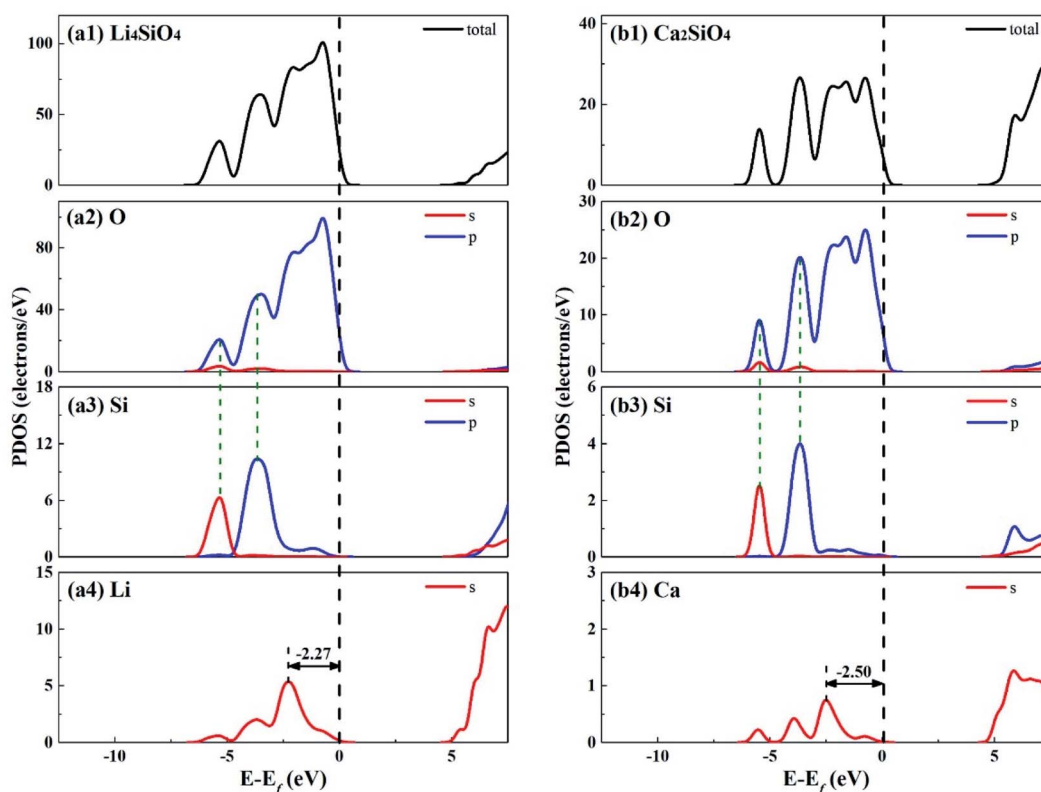 (a1) Li₄SiO₄
total
100
50
0
(a2) O
s
p
80
40
0
(a3) Si
s
p
18
12
6
0
(a4) Li
s
15
10
5
0
-2.27
-10
-5
0
5
E-E_f (eV)
PDOS (electrons/eV)
(b1) Ca₂SiO₄
total
40
20
0
(b2) O
s
p
30
20
10
0
(b3) Si
s
p
6
4
2
0
(b4) Ca
s
3
2
1
0
-2.50
-10
-5
0
5
E-E_f (eV)
PDOS (electrons/eV)